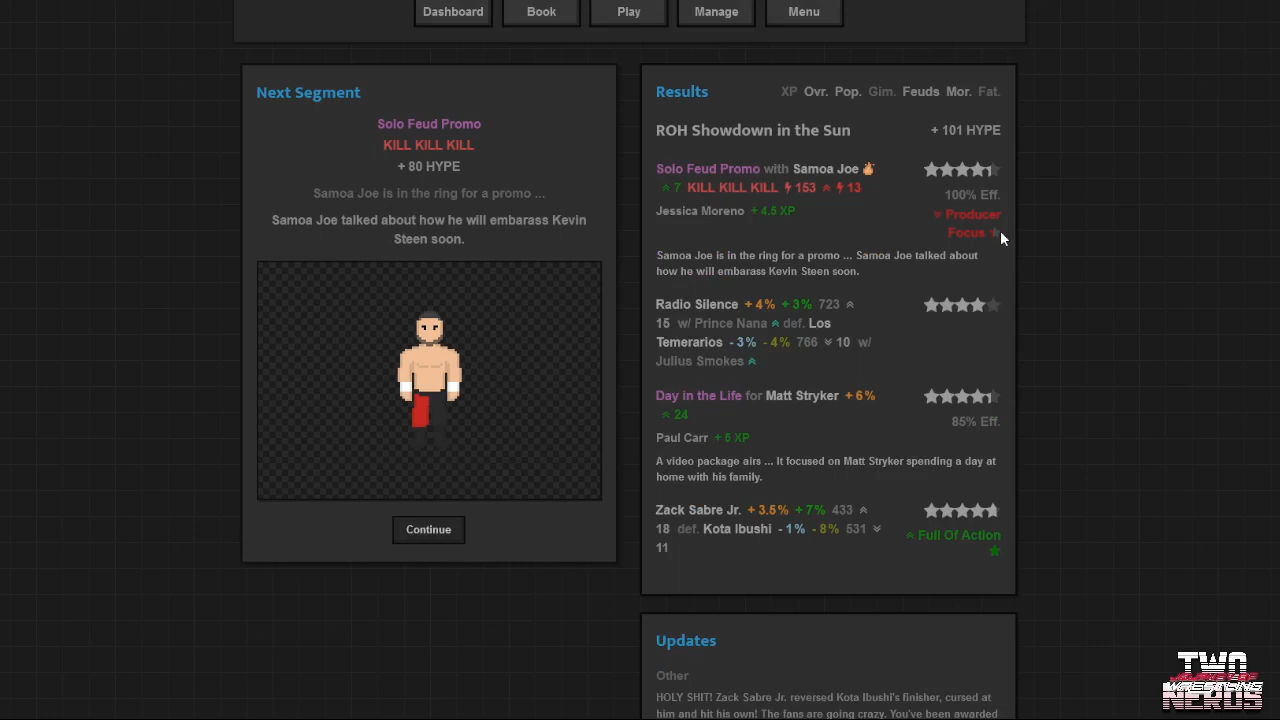 Dashboard
Book
Play
Manage
Menu
Next Segment
Solo Feud Promo
KILL KILL KILL
+ 80 HYPE
Samoa Joe is in the ring for a promo ...
Samoa Joe talked about how he will embarass Kevin
Steen soon.
Continue
Results XP Ovr. Pop. Gim. Feuds Mor. Fat.
ROH Showdown in the Sun + 101 HYPE
Solo Feud Promo with Samoa Joe
7 KILL KILL KILL 153 13
100% Eff.
Jessica Moreno + 4.5 XP
Producer
Focus
Samoa Joe is in the ring for a promo ... Samoa Joe talked about
how he will embarass Kevin Steen soon.
Radio Silence + 4% + 3% 723
15 w/ Prince Nana def. Los
Temerarios - 3% - 4% 766 10 w/
Julius Smokes
Day in the Life for Matt Stryker + 6%
24
85% Eff.
Paul Carr + 5 XP
A video package airs ... It focused on Matt Stryker spending a day at
home with his family.
Zack Sabre Jr. + 3.5% + 7% 433
18 def. Kota Ibushi - 1% - 8% 531
11
Full Of Action
Updates
Other
HOLY SHIT! Zack Sabre Jr. reversed Kota Ibushi's finisher, cursed at
him and hit his own! The fans are going crazy. You've been awarded
TWO
WRESTLING
NERDS